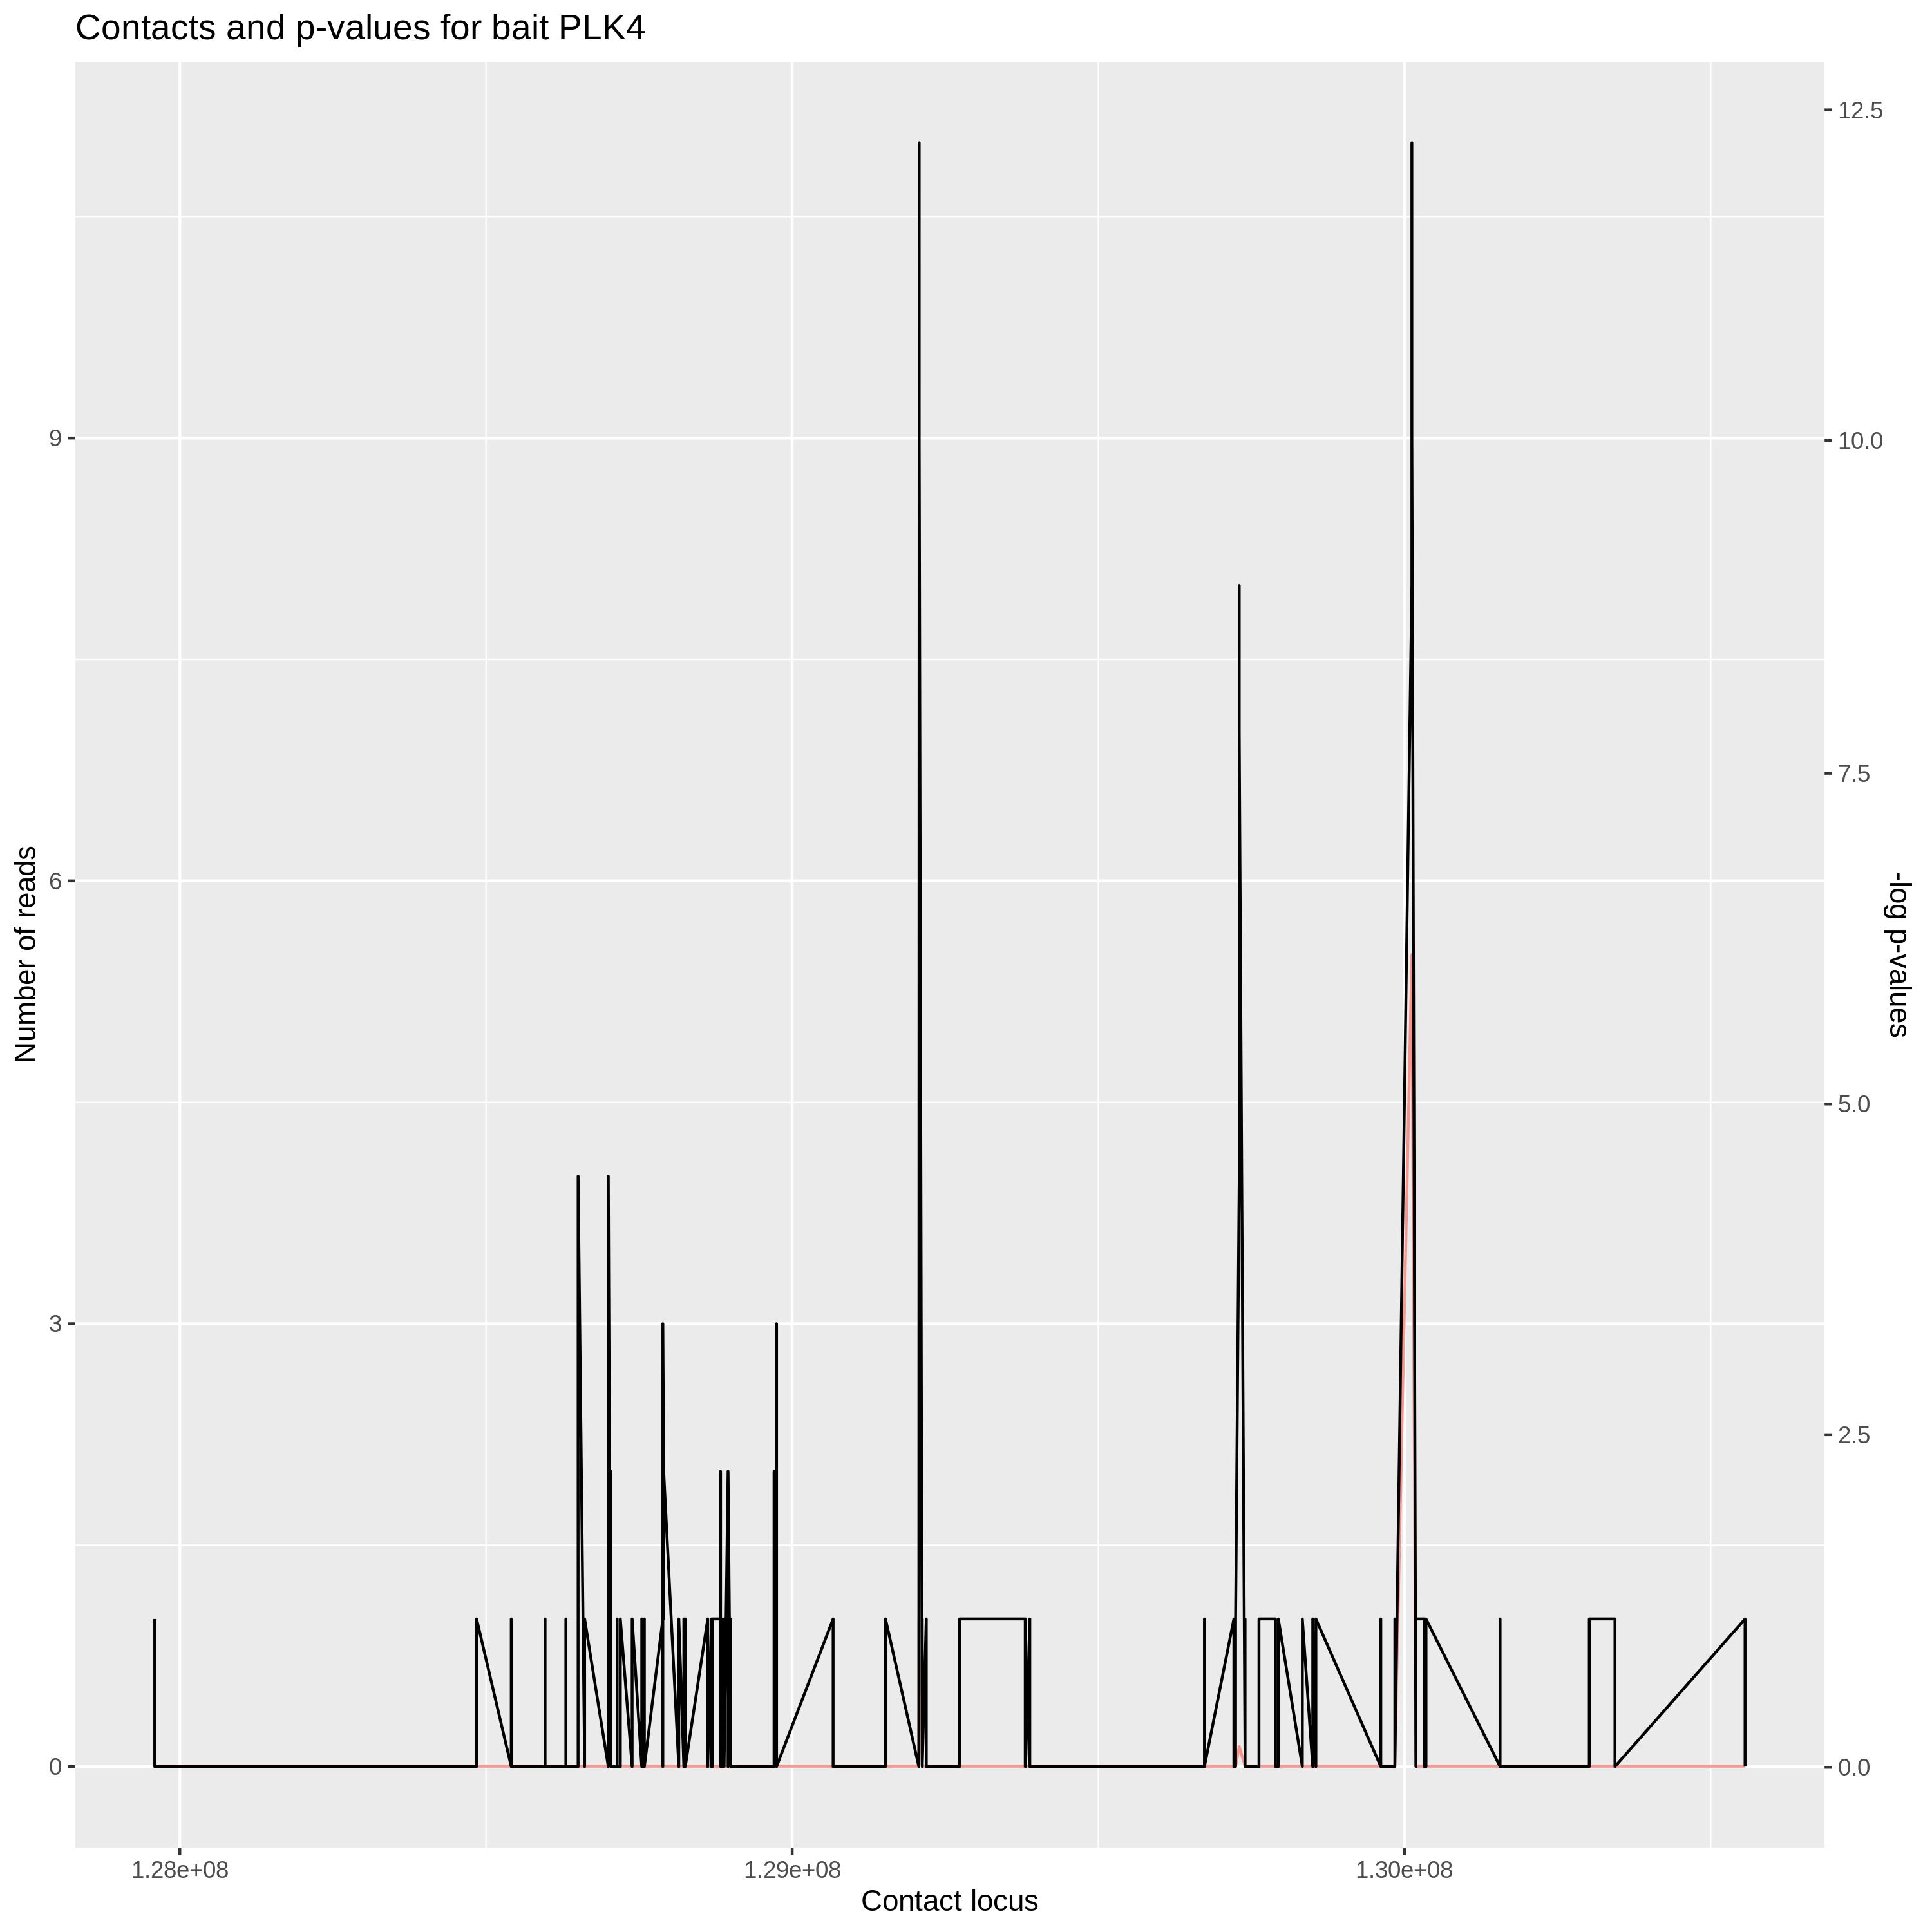 Contacts and p-values for bait PLK4
Number of reads
9
6
3
0
12.5
10.0
7.5
5.0
2.5
0.0
-log p-values
1.28e+08
1.29e+08
1.30e+08
Contact locus